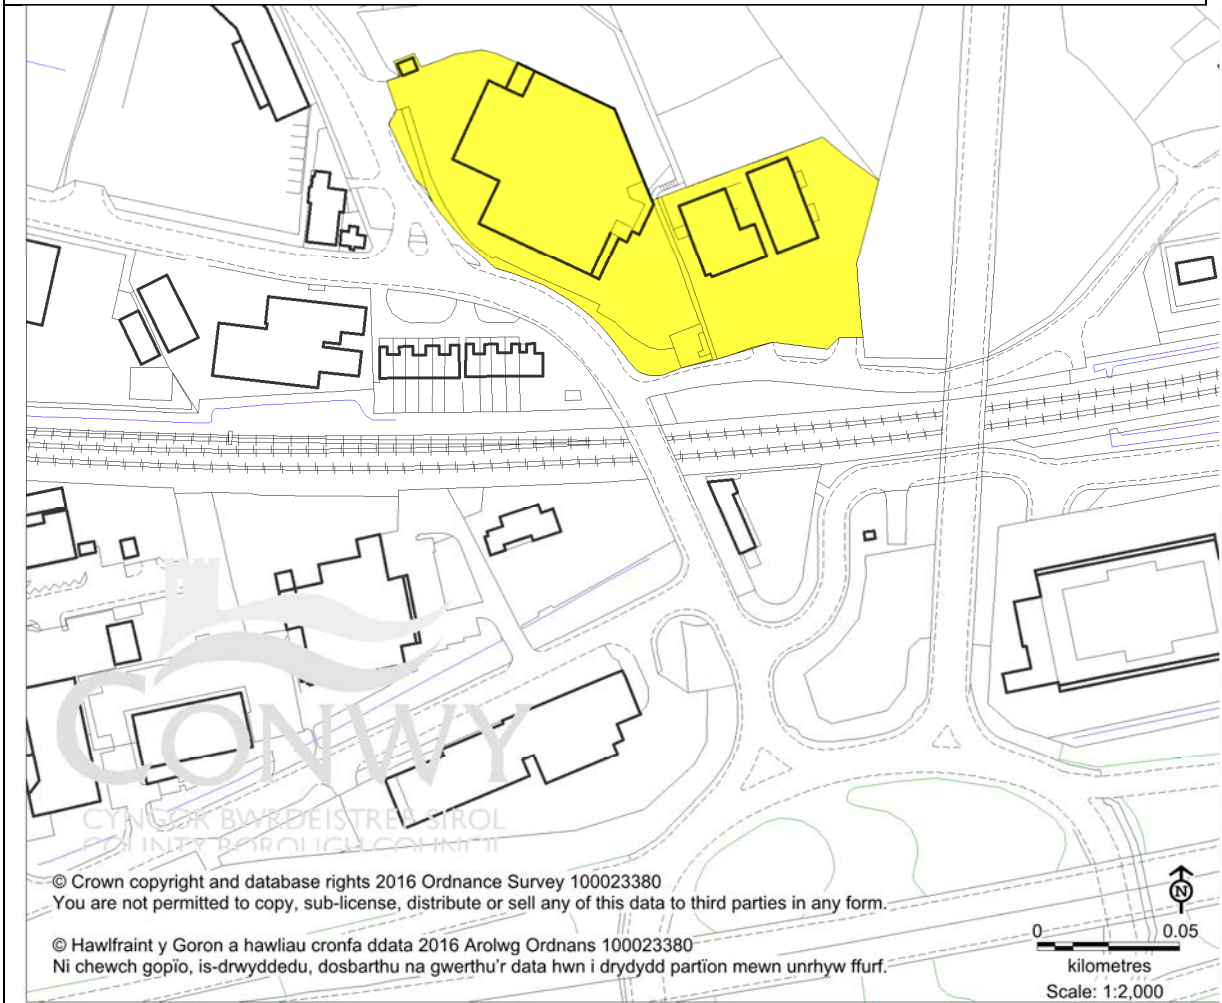 CONWY
CYNGOR BWRDEISTREF SIROL
COUNTY BOROUGH COUNCIL
© Crown copyright and database rights 2016 Ordnance Survey 100023380
You are not permitted to copy, sub-license, distribute or sell any of this data to third parties in any form.
© Hawlfraint y Goron a hawliau cronfa ddata 2016 Arolwg Ordnans 100023380
Ni chewch gopïo, is-drwyddedu, dosbarthu na gwerthu'r data hwn i drydydd partïon mewn unrhyw ffurf.
N
0 0.05
kilometres
Scale: 1:2,000